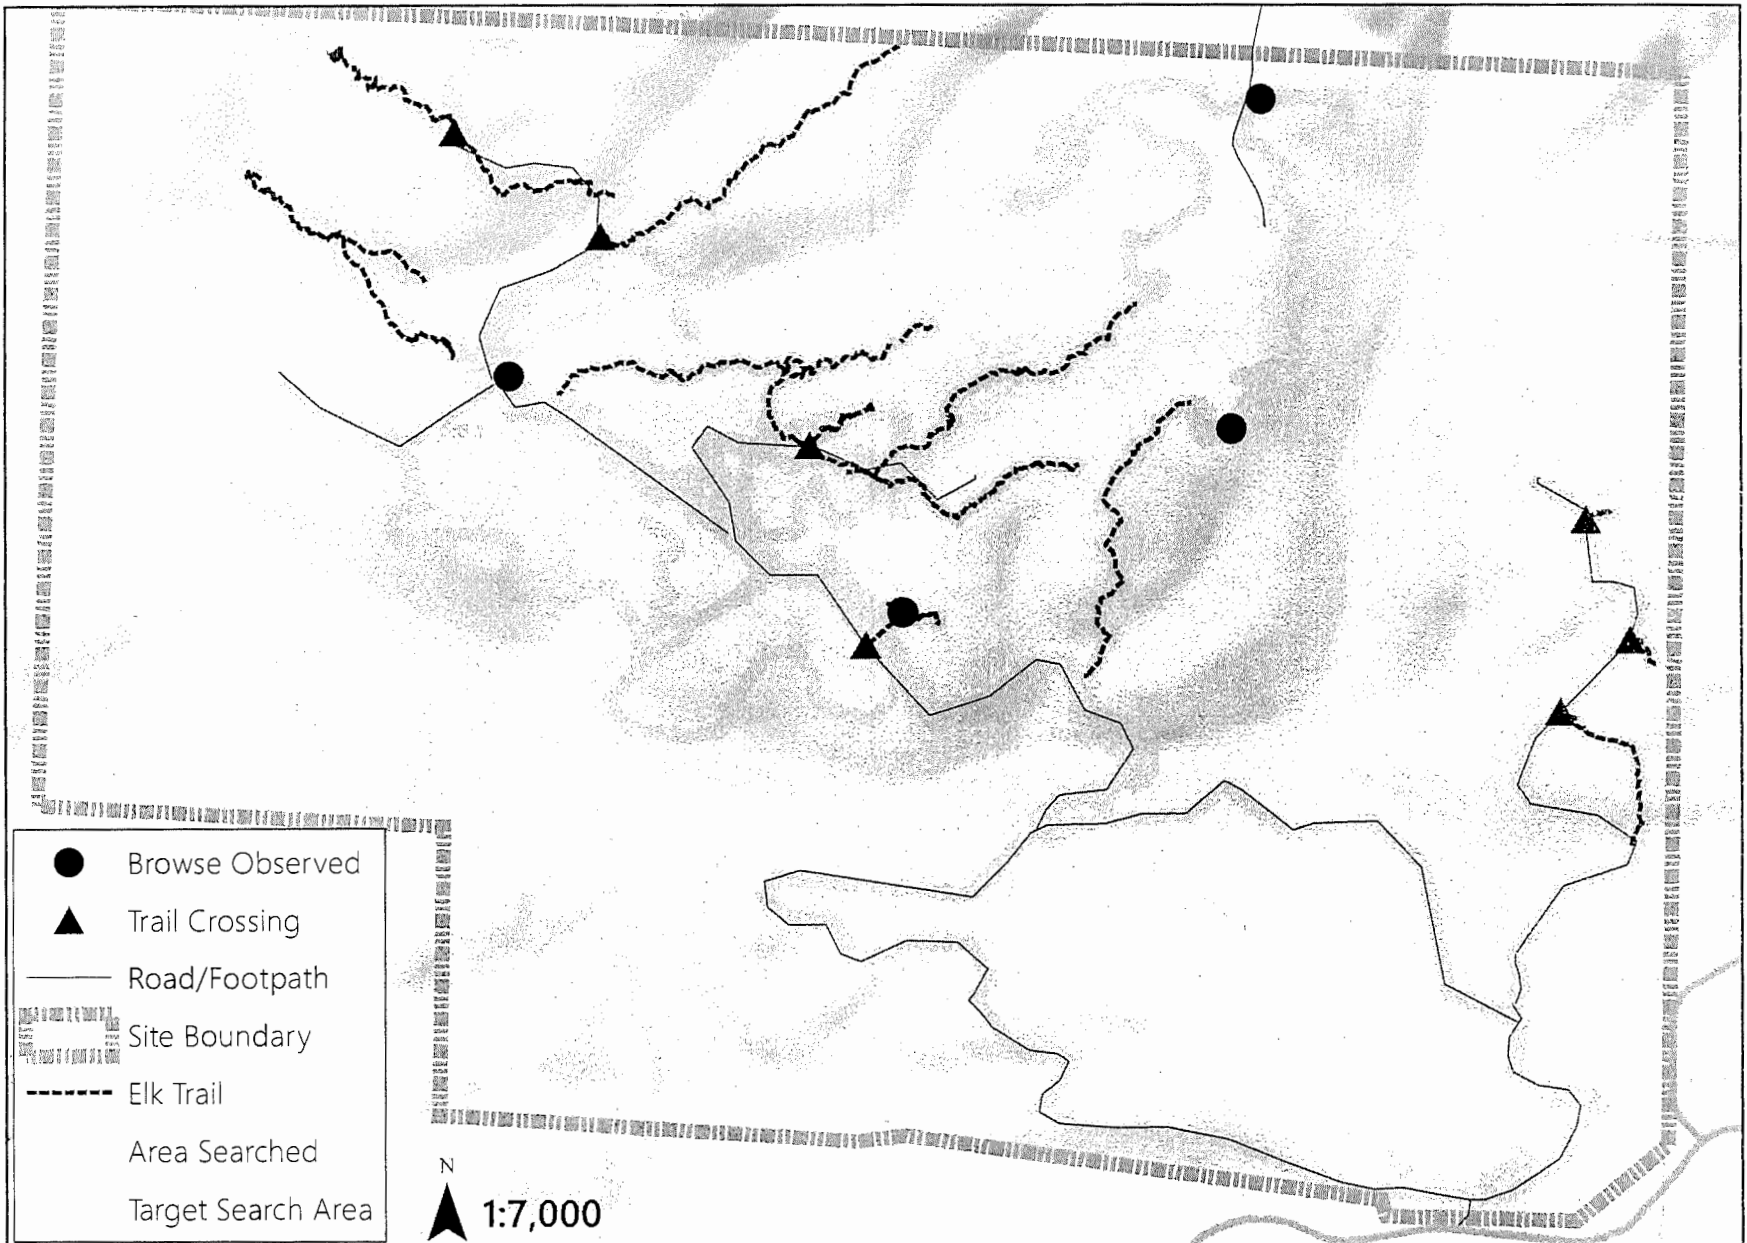 Browse Observed
Trail Crossing
Road/Footpath
Site Boundary
Elk Trail
Area Searched
Target Search Area
N
1:7,000